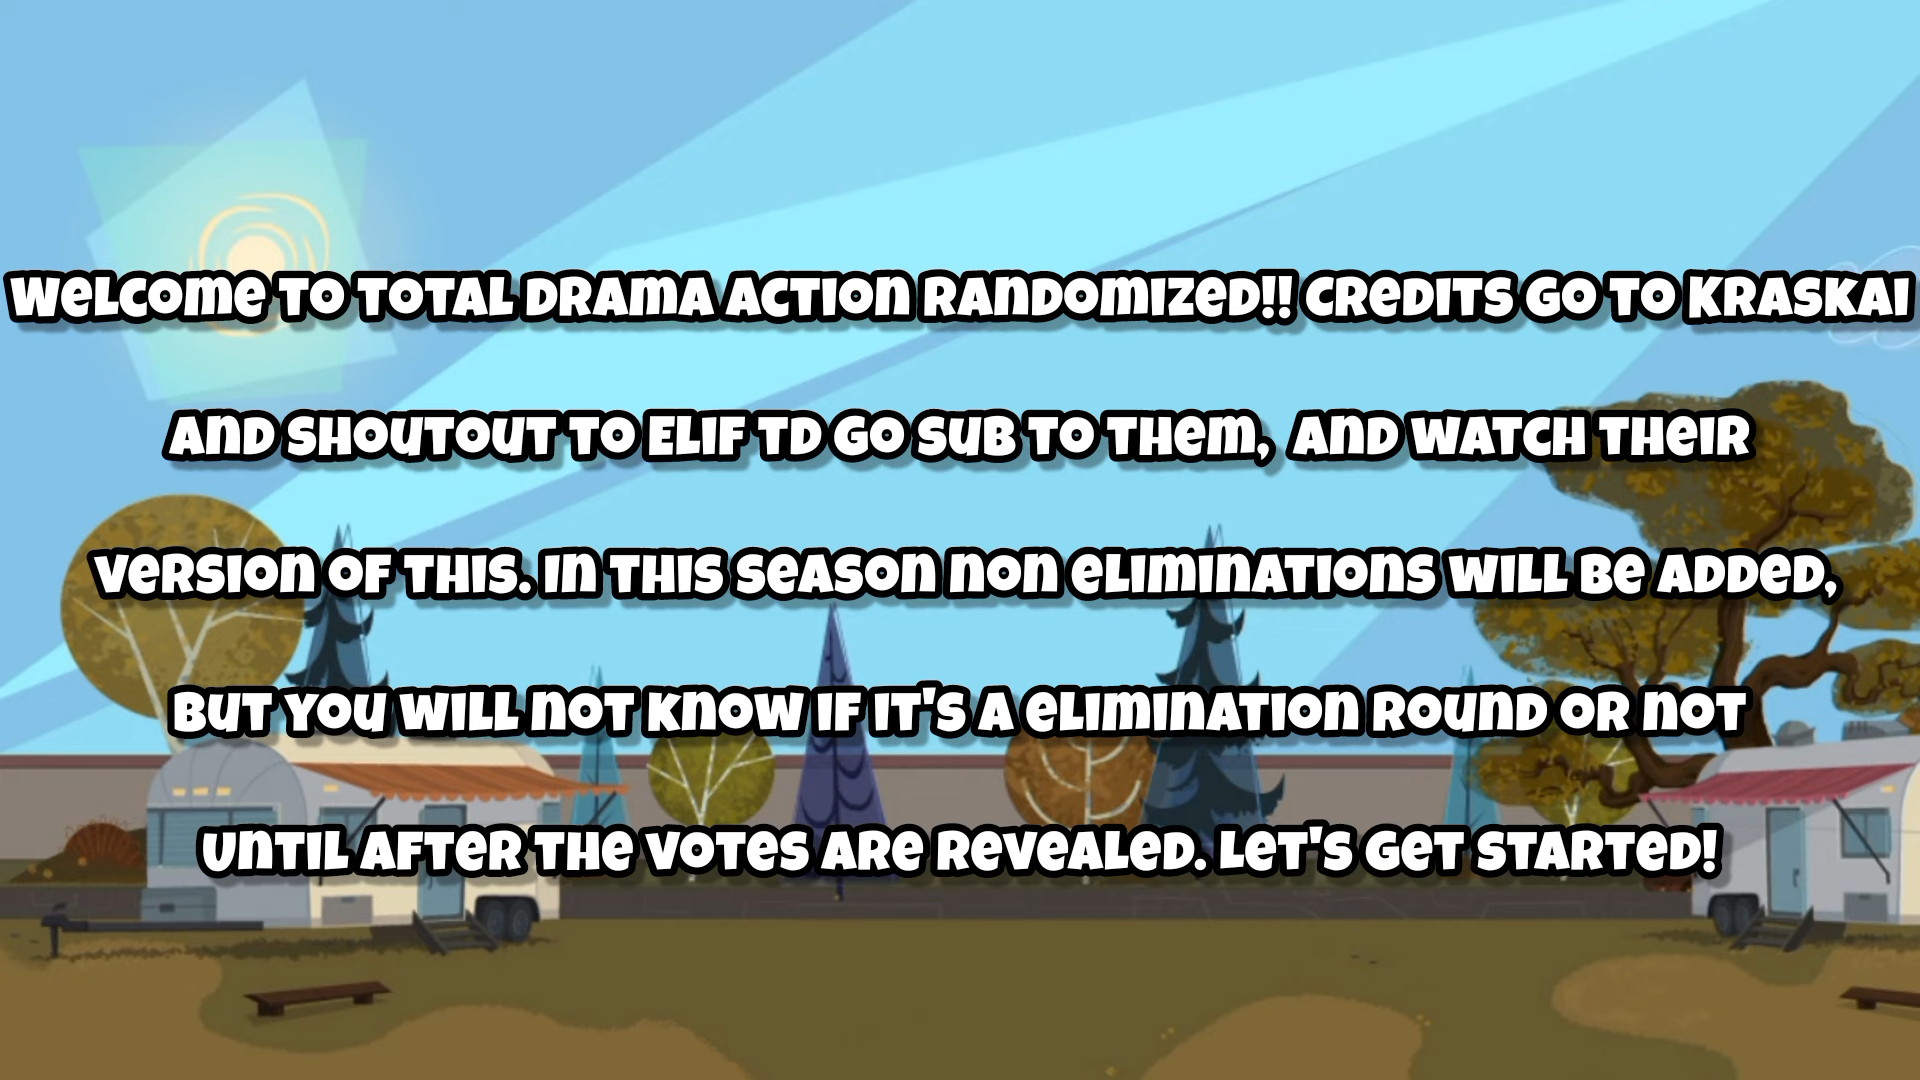 Welcome to Total Drama Action Randomized!! Credits go to Kraskai
and shoutout to Elif TD go sub to them, and watch their
version of this. In this season non eliminations will be added,
but you will not know if it's a elimination round or not
until after the votes are revealed. Let's get started!